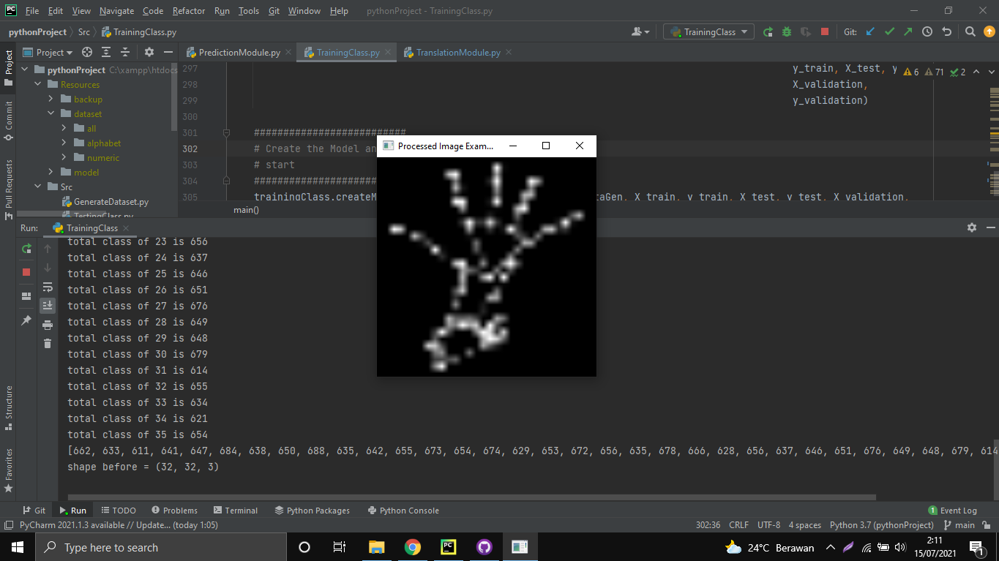 File Edit View Navigate Code Refactor Run Tools Git Window Help pythonProject - TrainingClass.py
pythonProject Src TrainingClass.py TrainingClass Git:
Project PredictionModule.py TrainingClass.py TranslationModule.py
Project
Commit
Pull Requests
Structure
Favorites
pythonProject C:\xampp\htdocs
Resources
backup
dataset
all
alphabet
numeric
model
Src
GenerateDataset.py
TestingClass.py
6 71 2
297 y_train, X_test, y
298 X_validation,
299 y_validation)
300
301 ##########################
302 # Create the Model an
303 # start
304 #####################
305 trainingClass.createM taGen, X_train, y_train, X_test, y_test, X_validation,
main()
Processed Image Exam...
Run: TrainingClass
total class of 23 is 656
total class of 24 is 637
total class of 25 is 646
total class of 26 is 651
total class of 27 is 676
total class of 28 is 649
total class of 29 is 648
total class of 30 is 679
total class of 31 is 614
total class of 32 is 655
total class of 33 is 634
total class of 34 is 621
total class of 35 is 654
[662, 633, 611, 641, 647, 684, 638, 650, 688, 635, 642, 655, 673, 654, 674, 629, 653, 672, 656, 635, 678, 666, 628, 656, 637, 646, 651, 676, 649, 648, 679, 614
shape before = (32, 32, 3)
Git Run TODO Problems Terminal Python Packages Python Console 1 Event Log
PyCharm 2021.1.3 available // Update... (today 1:05) 302:36 CRLF UTF-8 4 spaces Python 3.7 (pythonProject) main
Type here to search 24°C Berawan 2:11
15/07/2021 1